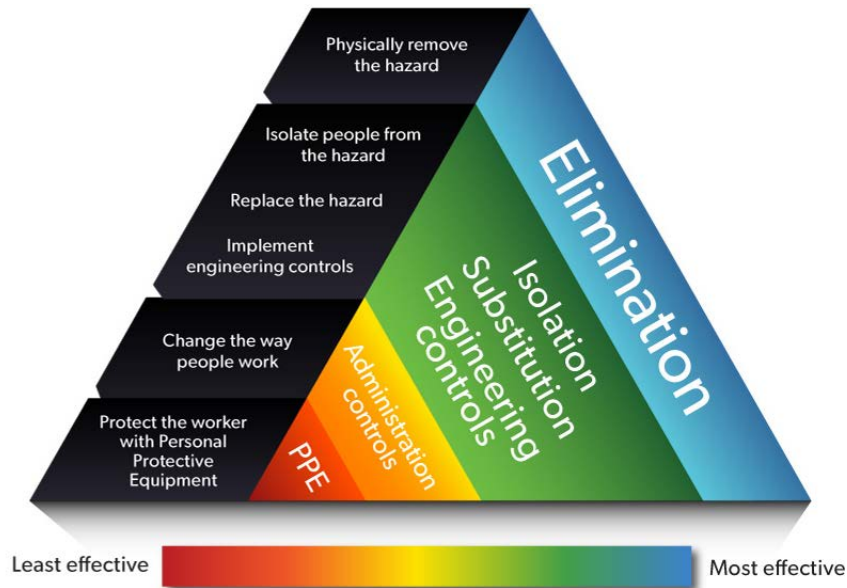 Physically remove
the hazard
Isolate people from
the hazard
Replace the hazard
Implement
engineering controls
Change the way
people work
Protect the worker
with Personal
Protective
Equipment
Elimination
Isolation
Substitution
Engineering
controls
Administration
controls
PPE
Least effective
Most effective